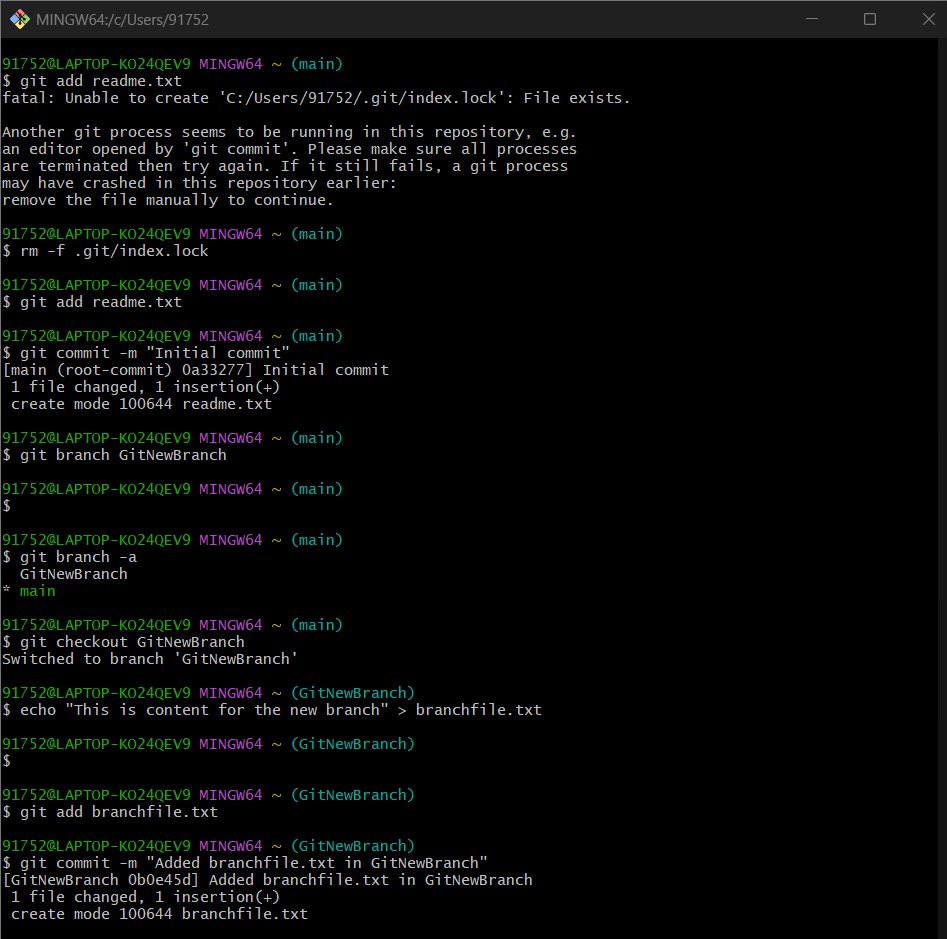 MINGW64:/c/Users/91752
91752@LAPTOP-KO24QEV9 MINGW64 ~ (main)
$ git add readme.txt
fatal: Unable to create 'C:/Users/91752/.git/index.lock': File exists.
Another git process seems to be running in this repository, e.g.
an editor opened by 'git commit'. Please make sure all processes
are terminated then try again. If it still fails, a git process
may have crashed in this repository earlier:
remove the file manually to continue.
91752@LAPTOP-KO24QEV9 MINGW64 ~ (main)
$ rm -f .git/index.lock
91752@LAPTOP-KO24QEV9 MINGW64 ~ (main)
$ git add readme.txt
91752@LAPTOP-KO24QEV9 MINGW64 ~ (main)
$ git commit -m "Initial commit"
[main (root-commit) 0a33277] Initial commit
 1 file changed, 1 insertion(+)
 create mode 100644 readme.txt
91752@LAPTOP-KO24QEV9 MINGW64 ~ (main)
$ git branch GitNewBranch
91752@LAPTOP-KO24QEV9 MINGW64 ~ (main)
$
91752@LAPTOP-KO24QEV9 MINGW64 ~ (main)
$ git branch -a
  GitNewBranch
* main
91752@LAPTOP-KO24QEV9 MINGW64 ~ (main)
$ git checkout GitNewBranch
Switched to branch 'GitNewBranch'
91752@LAPTOP-KO24QEV9 MINGW64 ~ (GitNewBranch)
$ echo "This is content for the new branch" > branchfile.txt
91752@LAPTOP-KO24QEV9 MINGW64 ~ (GitNewBranch)
$
91752@LAPTOP-KO24QEV9 MINGW64 ~ (GitNewBranch)
$ git add branchfile.txt
91752@LAPTOP-KO24QEV9 MINGW64 ~ (GitNewBranch)
$ git commit -m "Added branchfile.txt in GitNewBranch"
[GitNewBranch 0b0e45d] Added branchfile.txt in GitNewBranch
 1 file changed, 1 insertion(+)
 create mode 100644 branchfile.txt